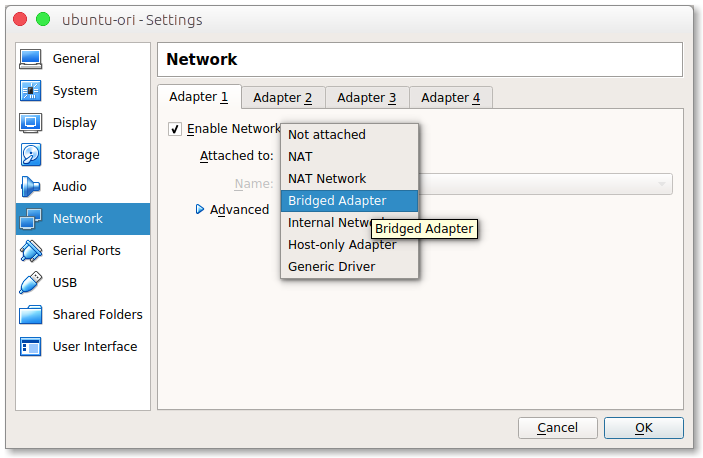 ubuntu-ori - Settings
General
System
Display
Storage
Audio
Network
Serial Ports
USB
Shared Folders
User Interface
Network
Adapter 1
Adapter 2
Adapter 3
Adapter 4
Enable Network
Attached to:
Name:
Advanced
Not attached
NAT
NAT Network
Bridged Adapter
Internal Netw
Host-only Adapter
Generic Driver
Bridged Adapter
Cancel
OK